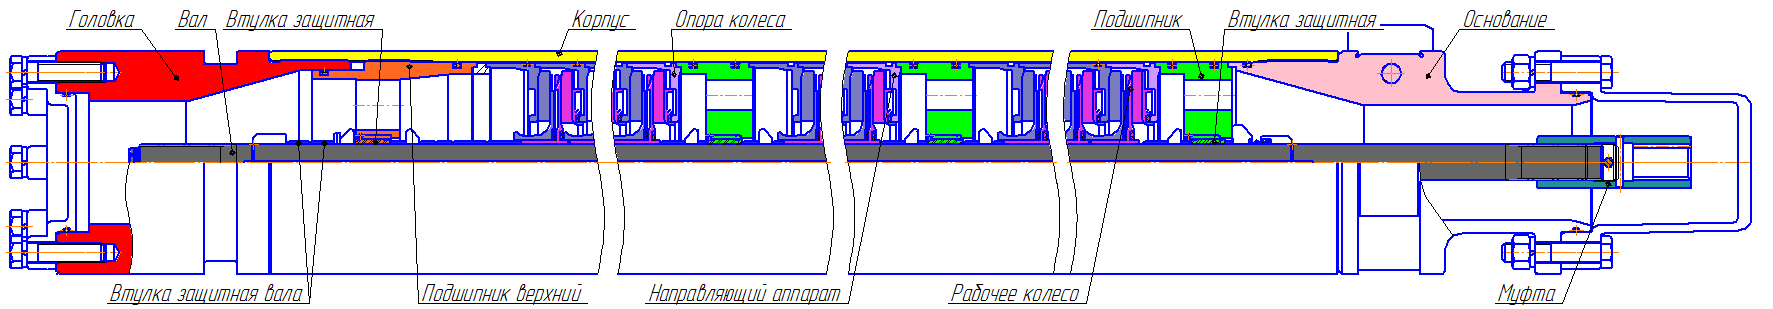 Головка
Вал
Втулка защитная
Корпус
Опора колеса
Подшипник
Втулка защитная
Основание
Втулка защитная вала
Подшипник верхний
Направляющий аппарат
Рабочее колесо
Муфта